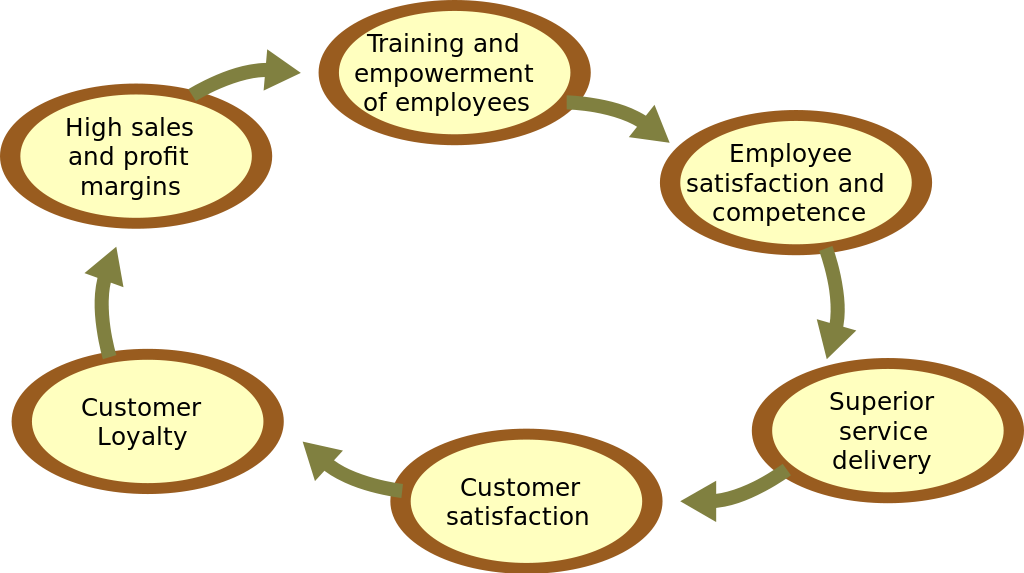 Training and
empowerment
of employees
Employee
satisfaction and
competence
Superior
service
delivery
Customer
satisfaction
Customer
Loyalty
High sales
and profit
margins